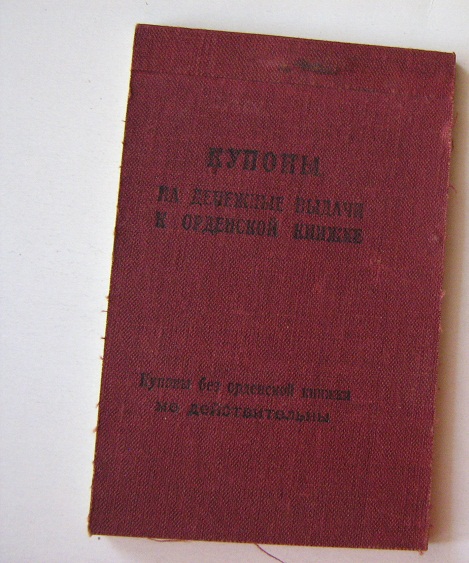 КУПОНЫ
НА ДЕНЕЖНЫЕ ВЫДАЧИ
К ОРДЕНСКОЙ КНИЖКЕ
Купоны без орденской книжки
не действительны